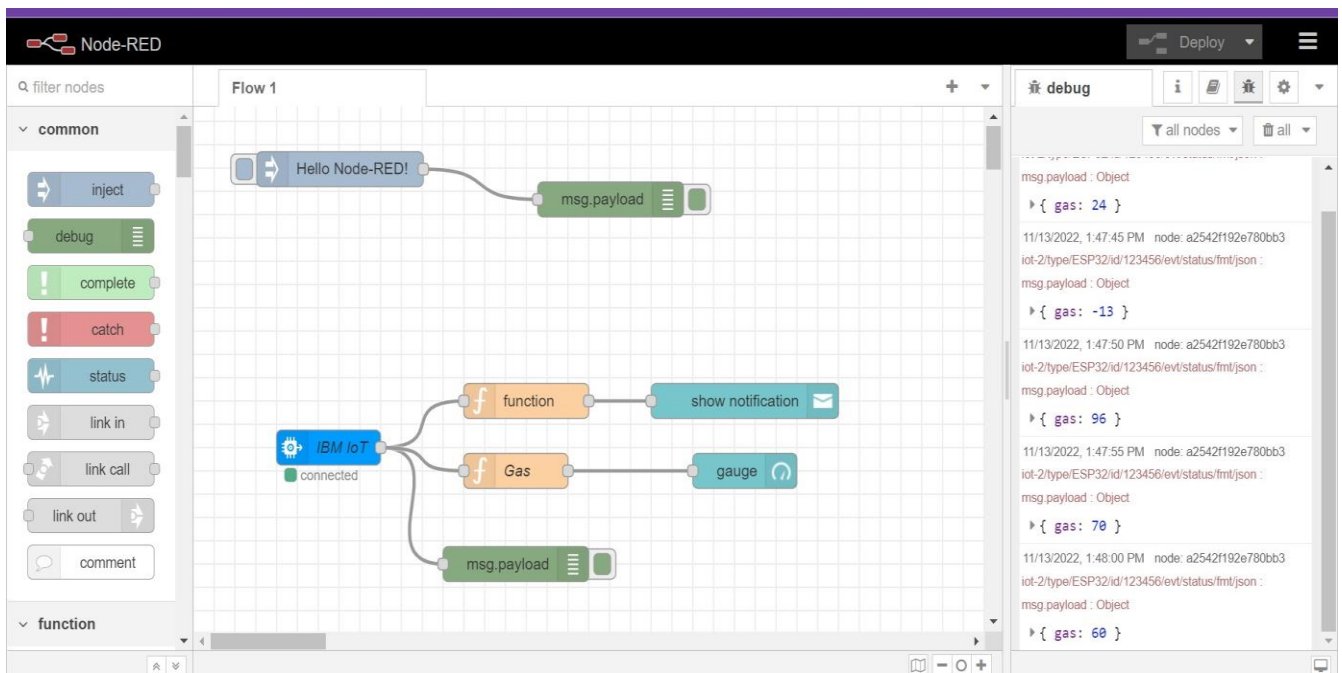 Node-RED
Deploy
filter nodes
Flow 1
debug
i
all nodes
all
common
inject
debug
complete
catch
status
link in
link call
link out
comment
function
Hello Node-RED!
msg.payload
IBM IoT
connected
function
show notification
Gas
gauge
msg.payload
msg.payload : Object
{ gas: 24 }
11/13/2022, 1:47:45 PM node: a2542f192e780bb3
iot-2/type/ESP32/id/123456/evt/status/fmt/json :
msg.payload : Object
{ gas: -13 }
11/13/2022, 1:47:50 PM node: a2542f192e780bb3
iot-2/type/ESP32/id/123456/evt/status/fmt/json :
msg.payload : Object
{ gas: 96 }
11/13/2022, 1:47:55 PM node: a2542f192e780bb3
iot-2/type/ESP32/id/123456/evt/status/fmt/json :
msg.payload : Object
{ gas: 70 }
11/13/2022, 1:48:00 PM node: a2542f192e780bb3
iot-2/type/ESP32/id/123456/evt/status/fmt/json :
msg.payload : Object
{ gas: 60 }